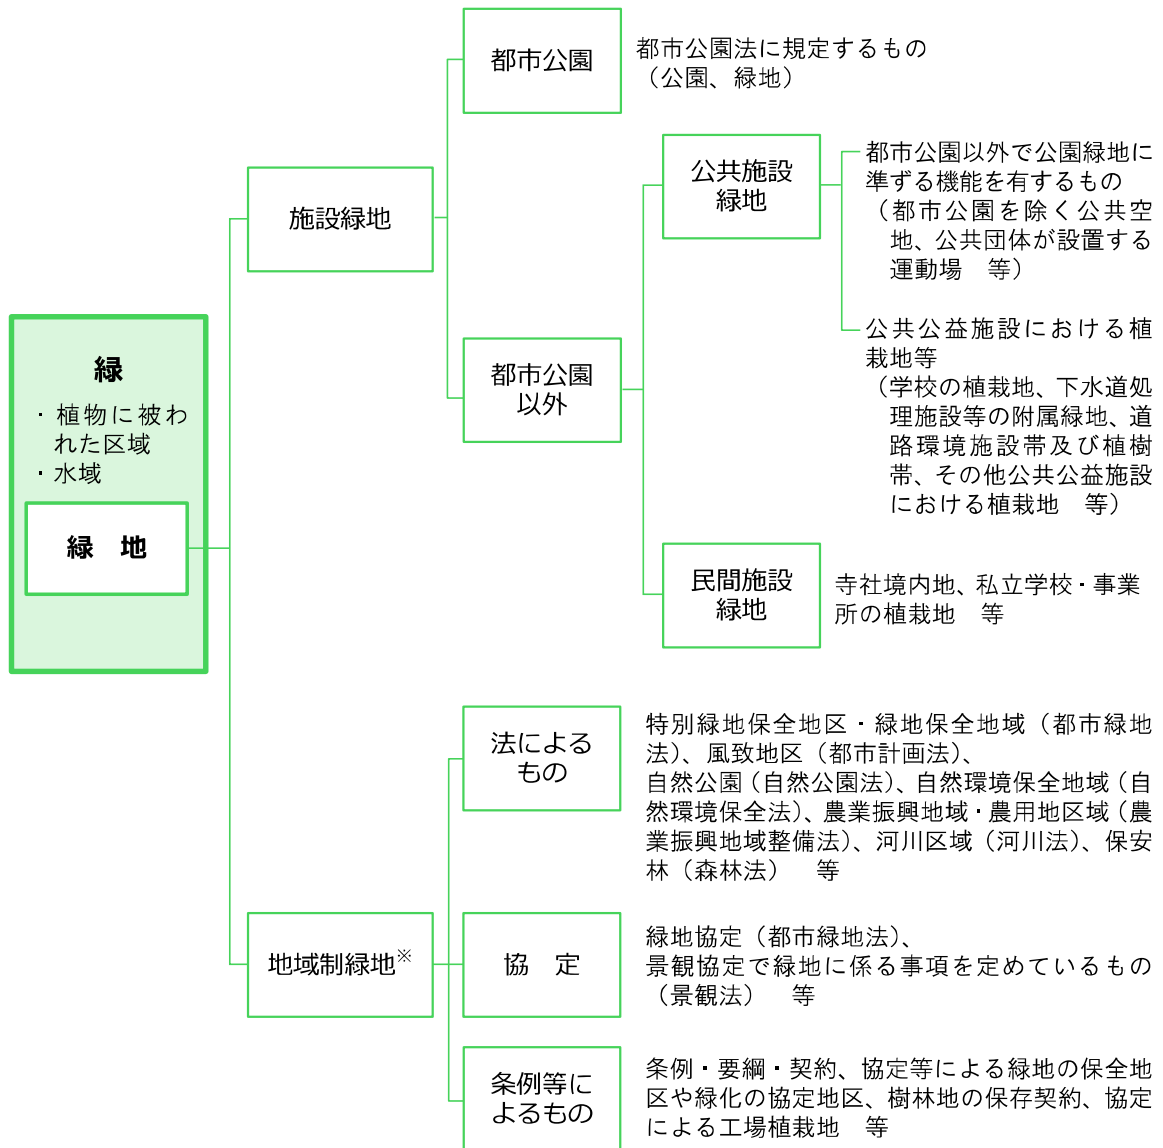 緑
・植物に被わ
れた区域
・水域
緑　地
施設緑地
都市公園
都市公園法に規定するもの
（公園、緑地）
都市公園
以外
公共施設
緑地
都市公園以外で公園緑地に
準ずる機能を有するもの
（都市公園を除く公共空
地、公共団体が設置する
運動場　等）
公共公益施設における植
栽地等
（学校の植栽地、下水道処
理施設等の附属緑地、道
路環境施設帯及び植樹
帯、その他公共公益施設
における植栽地　等）
民間施設
緑地
寺社境内地、私立学校・事業
所の植栽地　等
地域制緑地※
法による
もの
特別緑地保全地区・緑地保全地域（都市緑地
法）、風致地区（都市計画法）、
自然公園（自然公園法）、自然環境保全地域（自
然環境保全法）、農業振興地域・農用地区域（農
業振興地域整備法）、河川区域（河川法）、保安
林（森林法）　等
協　定
緑地協定（都市緑地法）、
景観協定で緑地に係る事項を定めているもの
（景観法）　等
条例等に
よるもの
条例・要綱・契約、協定等による緑地の保全地
区や緑化の協定地区、樹林地の保存契約、協定
による工場植栽地　等